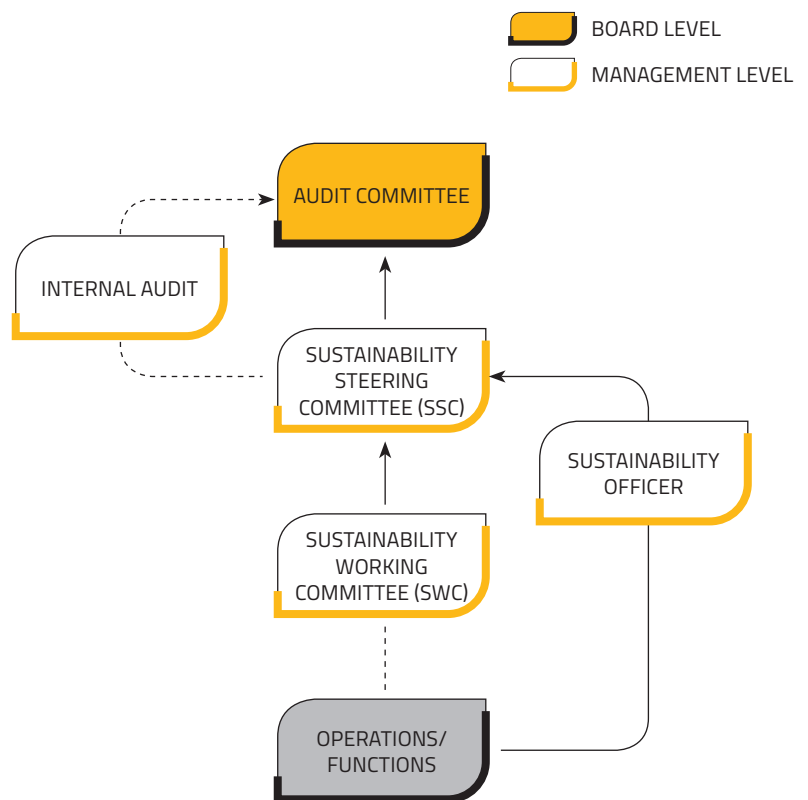 BOARD LEVEL
MANAGEMENT LEVEL
AUDIT COMMITTEE
INTERNAL AUDIT
SUSTAINABILITY
STEERING
COMMITTEE (SSC)
SUSTAINABILITY
OFFICER
SUSTAINABILITY
WORKING
COMMITTEE (SWC)
OPERATIONS/
FUNCTIONS